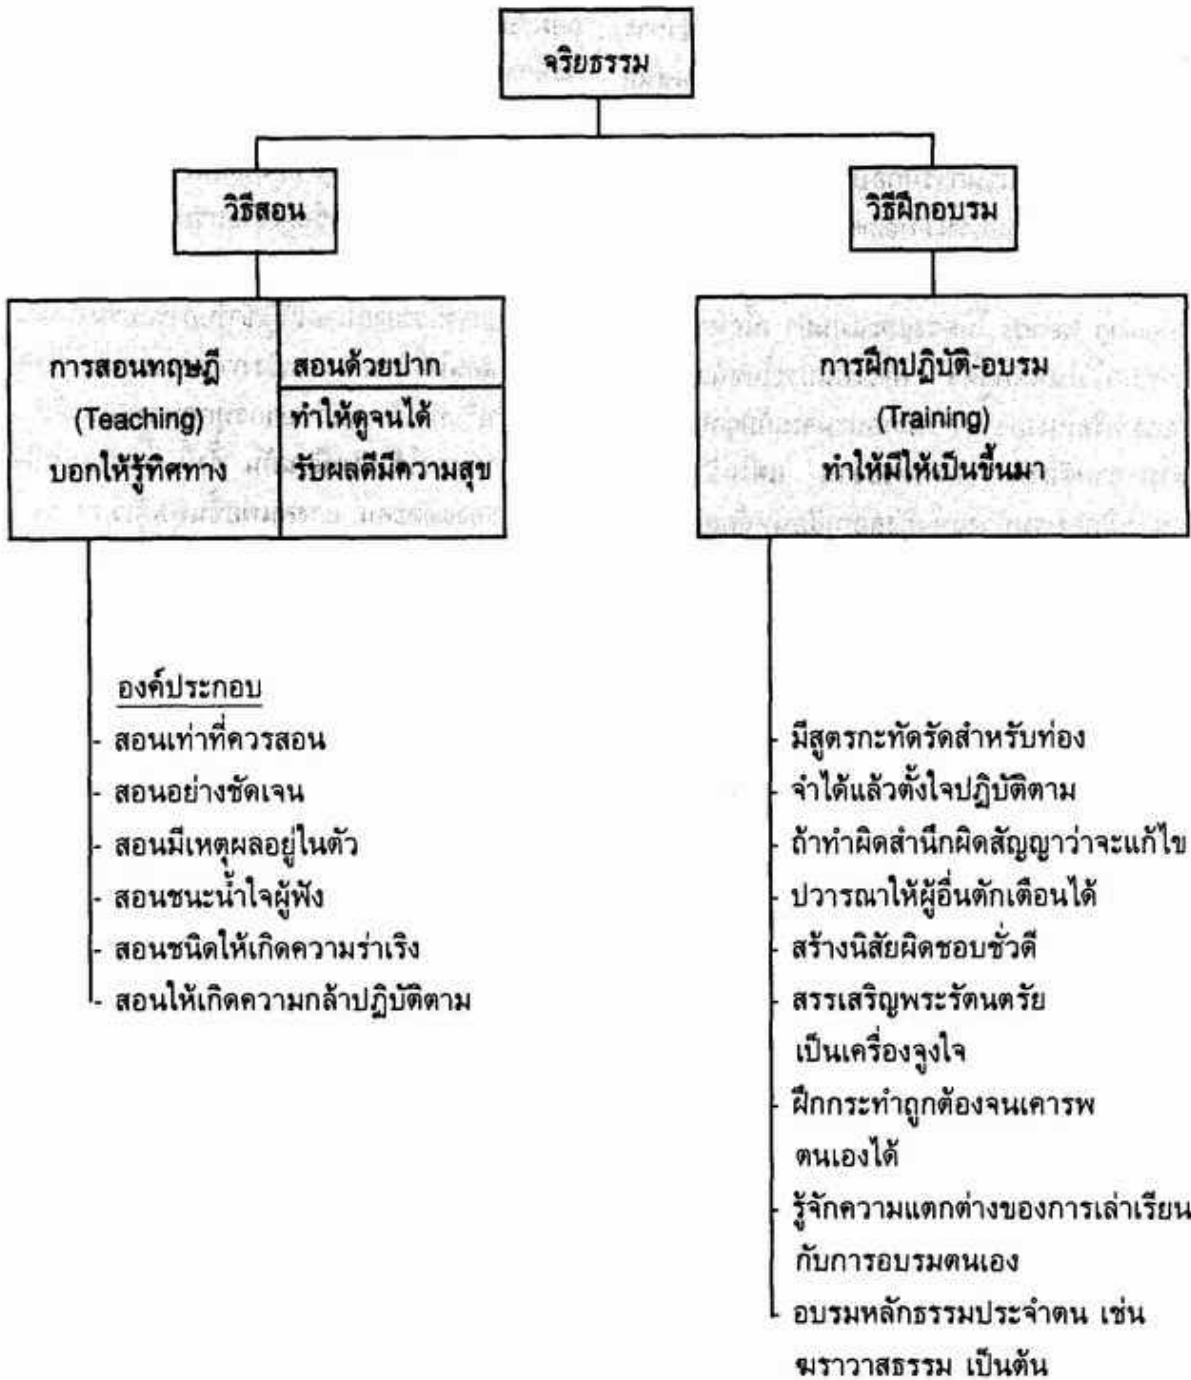 จริยธรรม
วิธีสอน
วิธีฝึกอบรม
การสอนทฤษฎี
(Teaching)
บอกให้รู้ทิศทาง
สอนด้วยปาก
ทำให้ดูจนได้
รับผลดีมีความสุข
การฝึกปฏิบัติ-อบรม
(Training)
ทำให้มีให้เป็นขึ้นมา
องค์ประกอบ
- สอนเท่าที่ควรสอน
- สอนอย่างชัดเจน
- สอนมีเหตุผลอยู่ในตัว
- สอนชนะน้ำใจผู้ฟัง
- สอนชนิดให้เกิดความร่าเริง
- สอนให้เกิดความกล้าปฏิบัติตาม
- มีสูตรกะทัดรัดสำหรับท่อง
- จำได้แล้วตั้งใจปฏิบัติตาม
- ถ้าทำผิดสำนึกผิดสัญญาว่าจะแก้ไข
- ปวารณาให้ผู้อื่นตักเตือนได้
- สร้างนิสัยผิดชอบชั่วดี
- สรรเสริญพระรัตนตรัย
เป็นเครื่องจูงใจ
- ฝึกกระทำถูกต้องจนเคารพ
ตนเองได้
- รู้จักความแตกต่างของการเล่าเรียน
กับการอบรมตนเอง
- อบรมหลักธรรมประจำตน เช่น
ฆราวาสธรรม เป็นต้น